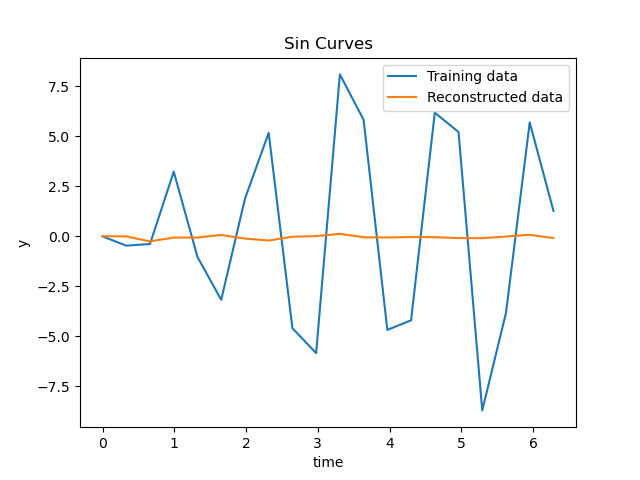 Sin Curves
Training data
Reconstructed data
7.5
5.0
2.5
0.0
−2.5
−5.0
−7.5
y
0 1 2 3 4 5 6
time